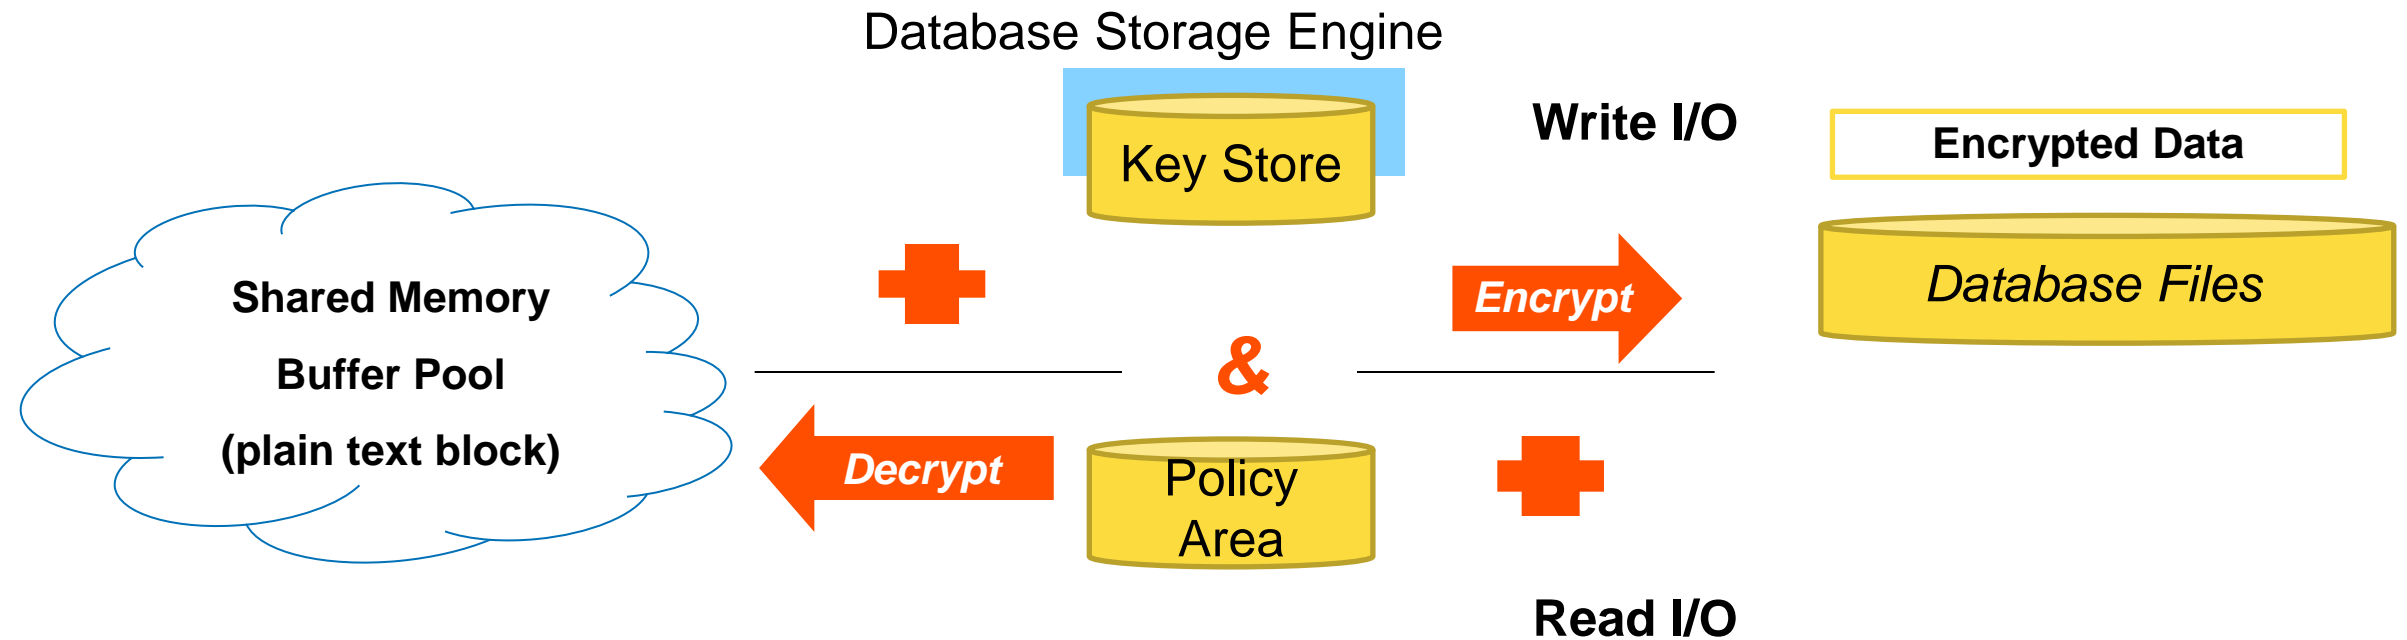 Database Storage Engine
Key Store
Write I/O
Encrypted Data
Shared Memory
Buffer Pool
(plain text block)
&
Encrypt
Database Files
Decrypt
Policy
Area
Read I/O